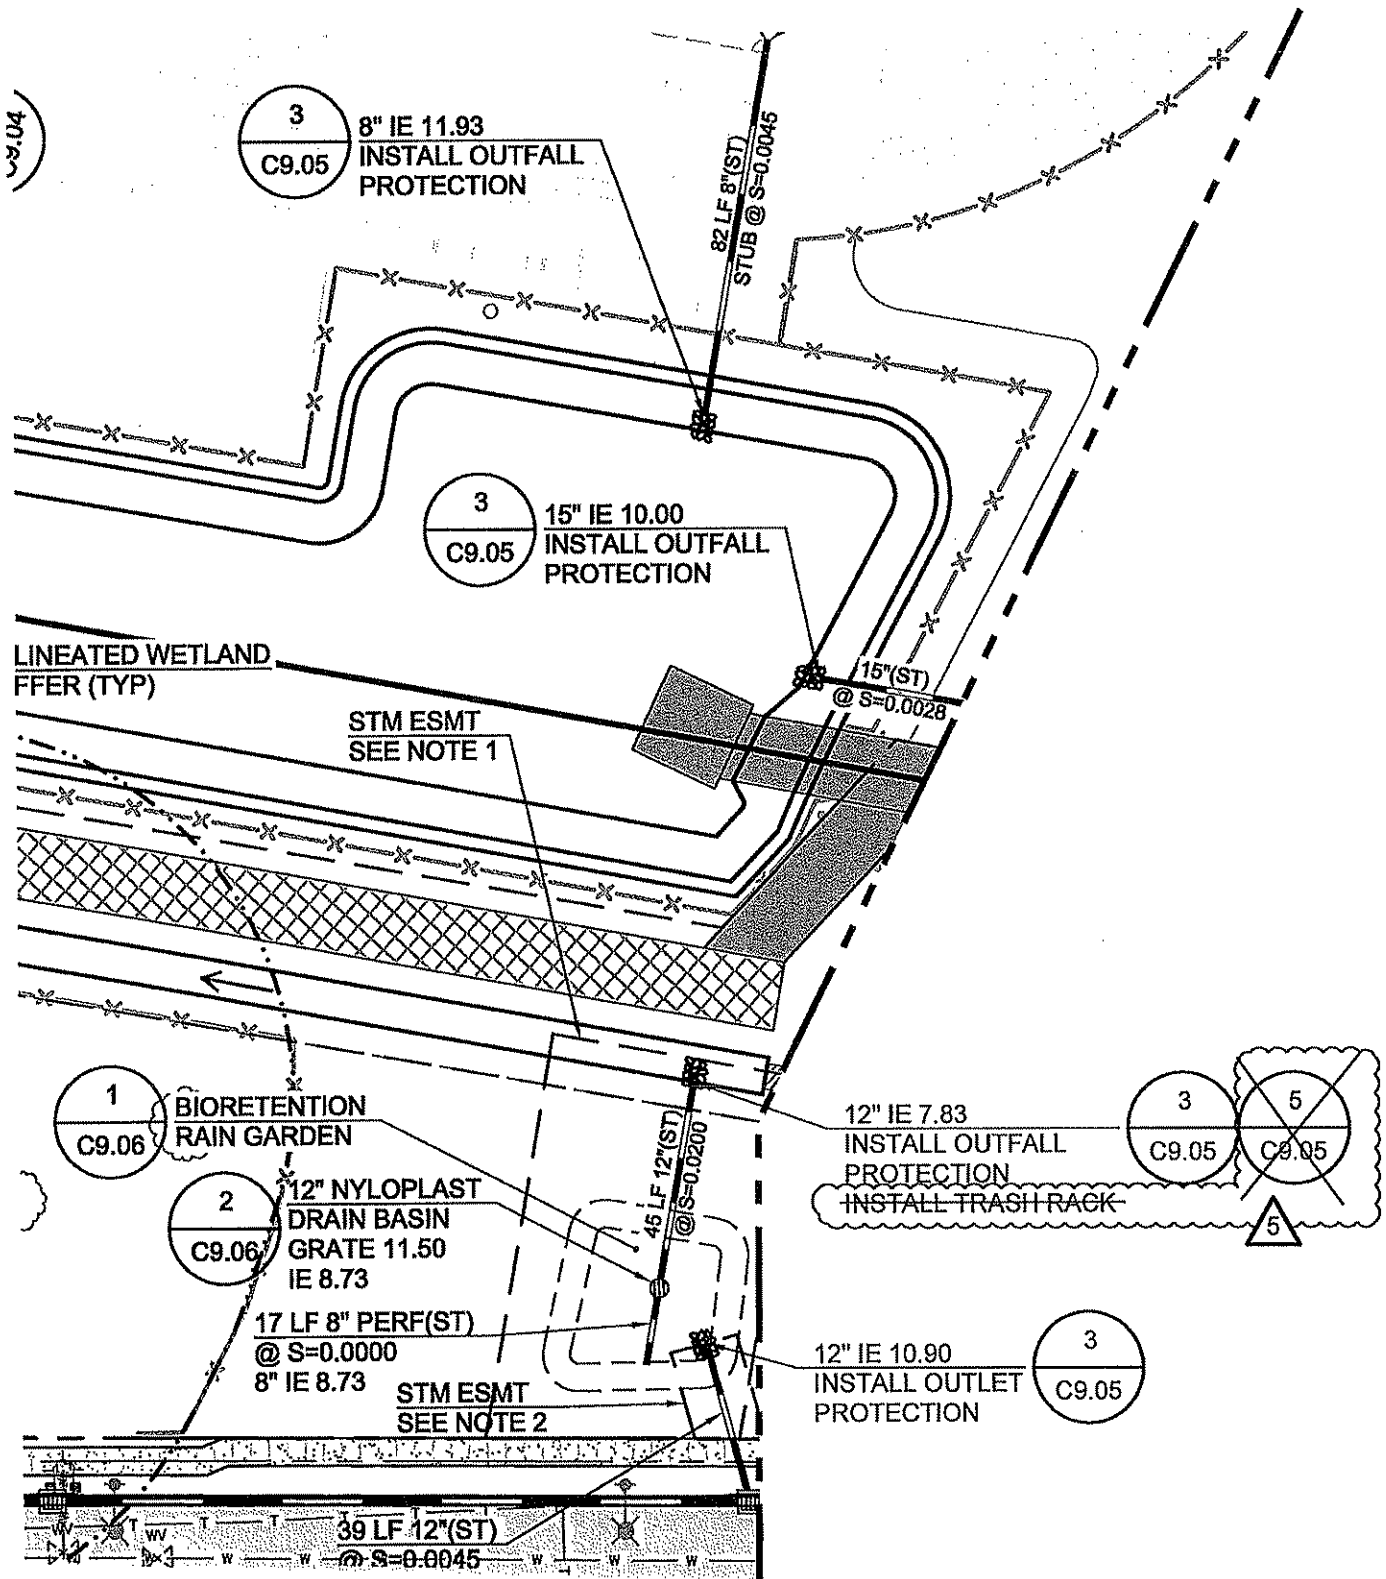 3
C9.05
8" IE 11.93
INSTALL OUTFALL
PROTECTION
82 LF 8"(ST)
STUB @ S=0.0045
3
C9.05
15" IE 10.00
INSTALL OUTFALL
PROTECTION
LINEATED WETLAND
FFER (TYP)
15"(ST)
@ S=0.0028
STM ESMT
SEE NOTE 1
1
C9.06
BIORETENTION
RAIN GARDEN
45 LF 12"(ST)
@ S=0.0200
12" IE 7.83
INSTALL OUTFALL
PROTECTION
INSTALL TRASH RACK
3
C9.05
5
C9.05
5
2
C9.06
12" NYLOPLAST
DRAIN BASIN
GRATE 11.50
IE 8.73
17 LF 8" PERF(ST)
@ S=0.0000
8" IE 8.73
STM ESMT
SEE NOTE 2
12" IE 10.90
INSTALL OUTLET
PROTECTION
3
C9.05
39 LF 12"(ST)
@ S=0.0045
WV
WV
T
T
T
T
T
W
W
W
W
W
W
W